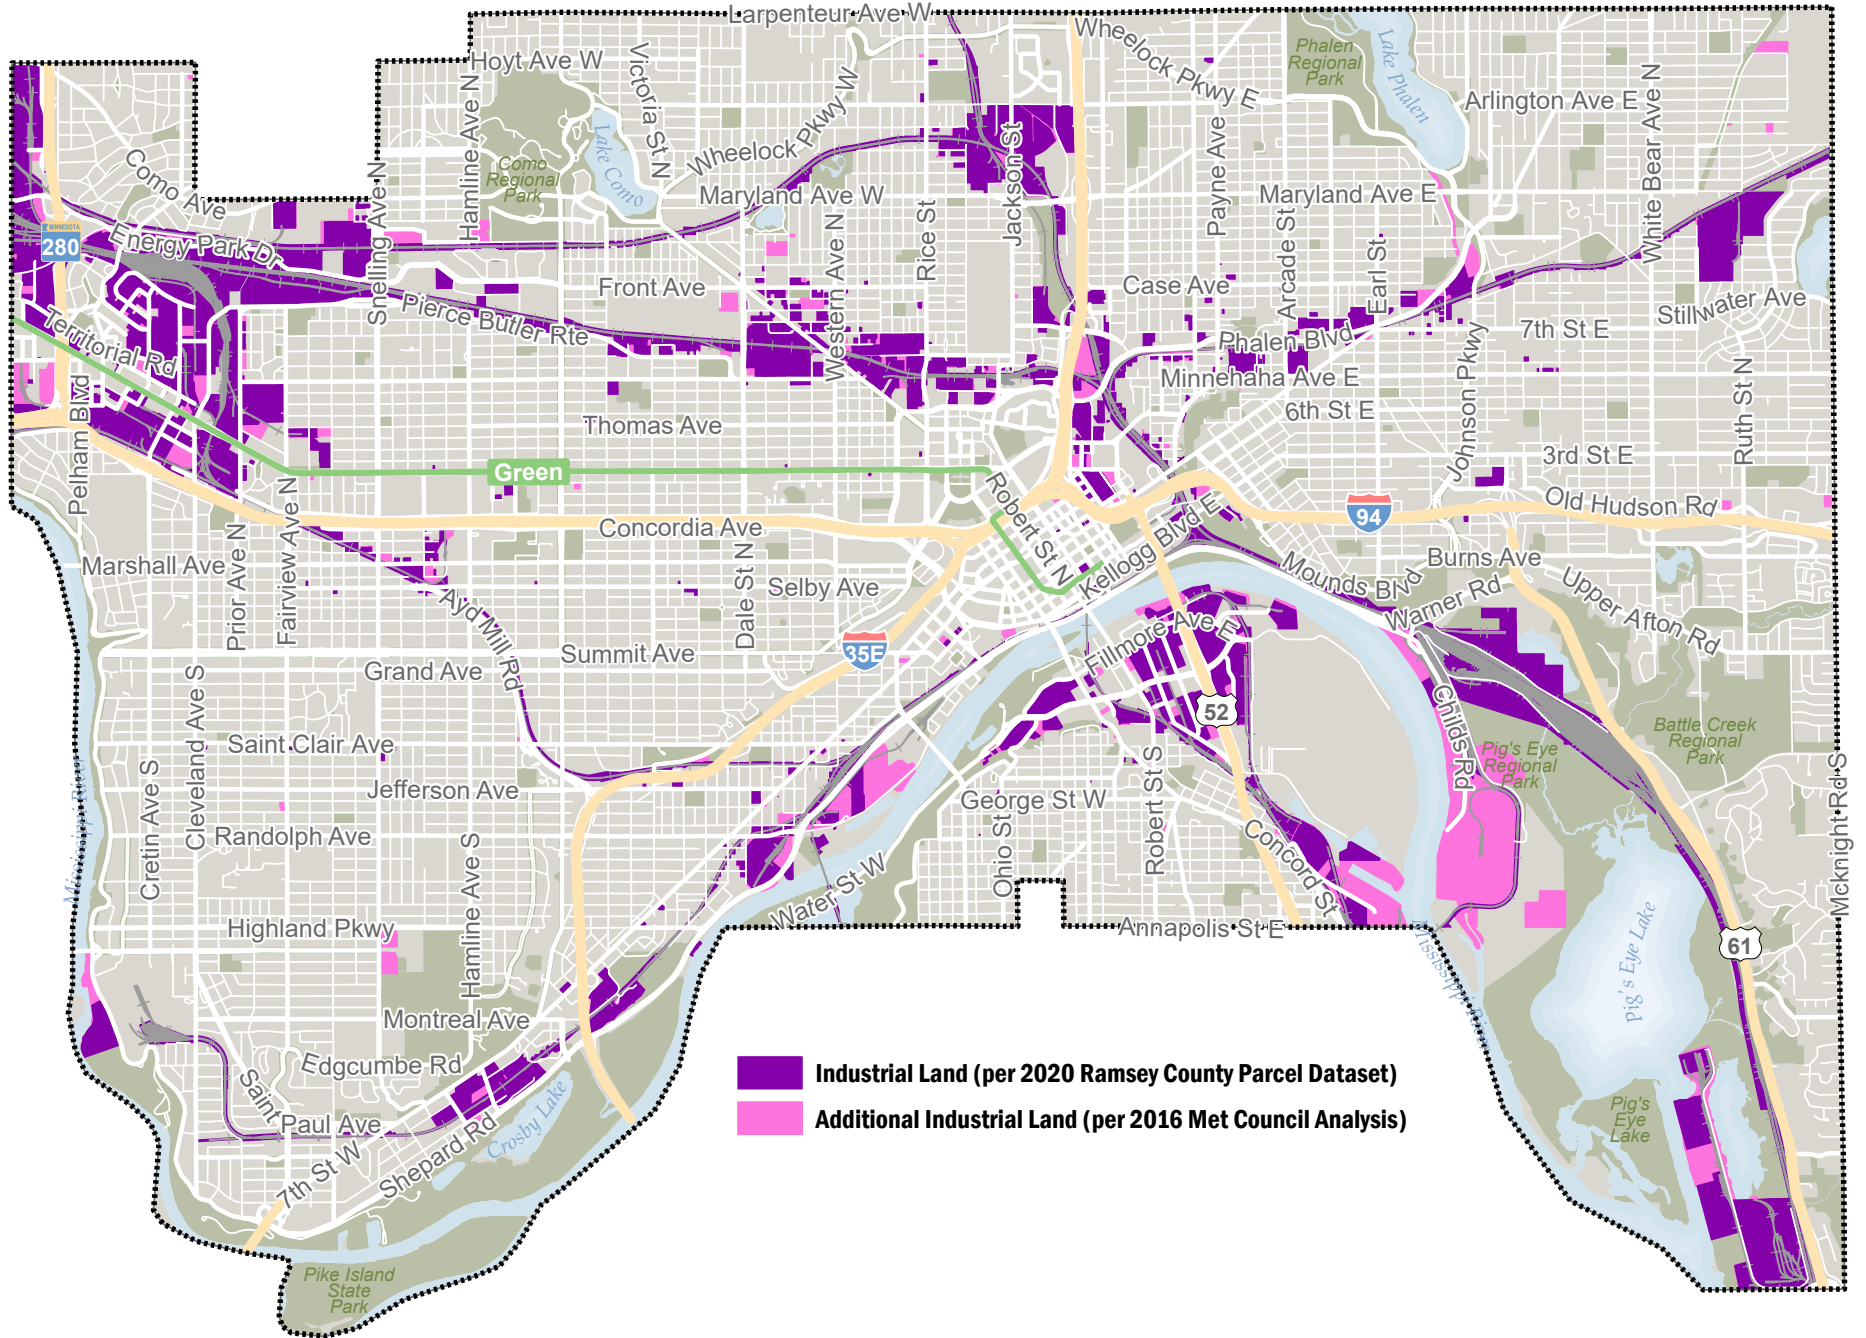 Larpenteur Ave W
Hoyt Ave W
Victoria St N
Wheelock Pkwy E
Phalen
Regional
Park
Lake Phalen
Arlington Ave E
White Bear Ave N
Como Ave
Snelling Ave N
Hamline Ave N
Como
Regional
Park
Lake Como
Wheelock Pkwy W
Maryland Ave W
Rice St
Jackson St
Payne Ave
Maryland Ave E
Arcade St
Earl St
MINNESOTA
280
Energy Park Dr
Front Ave
Western Ave N
Case Ave
Stillwater Ave
Pierce Butler Rte
Territorial Rd
Phalen Blvd
7th St E
Minnehaha Ave E
6th St E
Johnson Pkwy
Ruth St N
Pelham Blvd
Thomas Ave
3rd St E
Green
Robert St N
Old Hudson Rd
94
Concordia Ave
Kellogg Blvd E
Prior Ave N
Fairview Ave N
Marshall Ave
Dale St N
Selby Ave
Mounds Blvd
Burns Ave
Warner Rd
Upper Afton Rd
Ayd Mill Rd
Summit Ave
35E
Fillmore Ave E
Grand Ave
Cleveland Ave S
52
Childs Rd
Battle Creek
Regional
Park
Saint Clair Ave
Pig's Eye
Regional
Park
Mississippi River
Cretin Ave S
Jefferson Ave
George St W
Ohio St
Robert St S
Concord St
Mcknight Rd S
Randolph Ave
Hamline Ave S
Water St W
Highland Pkwy
Annapolis St E
Mississippi River
Pig's Eye Lake
61
Montreal Ave
Edgcumbe Rd
Saint
Paul Ave
7th St W
Shepard Rd
Crosby Lake
Industrial Land (per 2020 Ramsey County Parcel Dataset)
Additional Industrial Land (per 2016 Met Council Analysis)
Pig's
Eye
Lake
Pike Island
State
Park